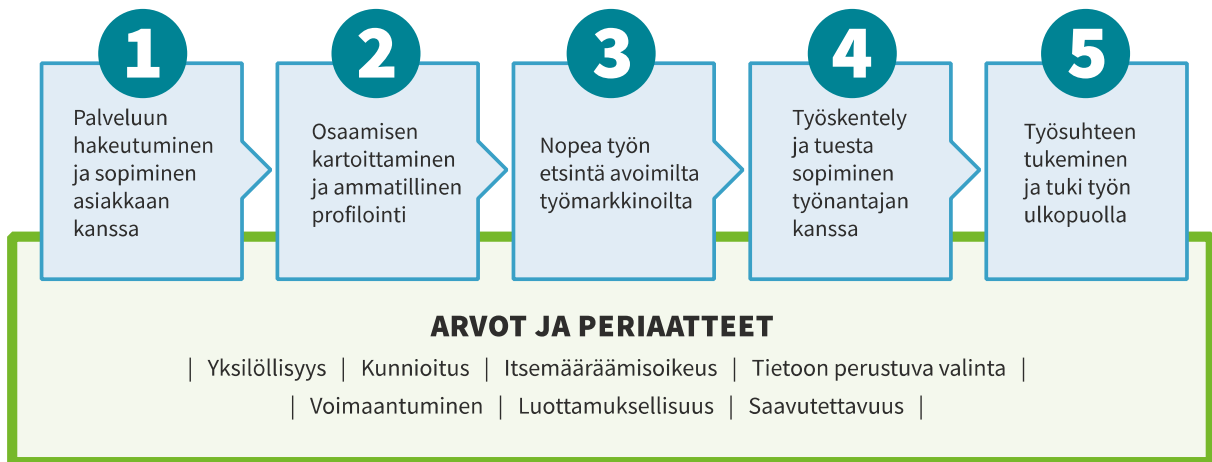 1
Palveluun
hakeutuminen
ja sopiminen
asiakkaan
kanssa
2
Osaamisen
kartoittaminen
ja ammatillinen
profilointi
3
Nopea työn
etsintä avoimilta
työmarkkinoilta
4
Työskentely
ja tuesta
sopiminen
työnantajan
kanssa
5
Työsuhteen
tukeminen
ja tuki työn
ulkopuolla
ARVOT JA PERIAATTEET
| Yksilöllisyys | Kunnioitus | Itsemääräämisoikeus | Tietoon perustuva valinta |
| Voimaantuminen | Luottamuksellisuus | Saavutettavuus |